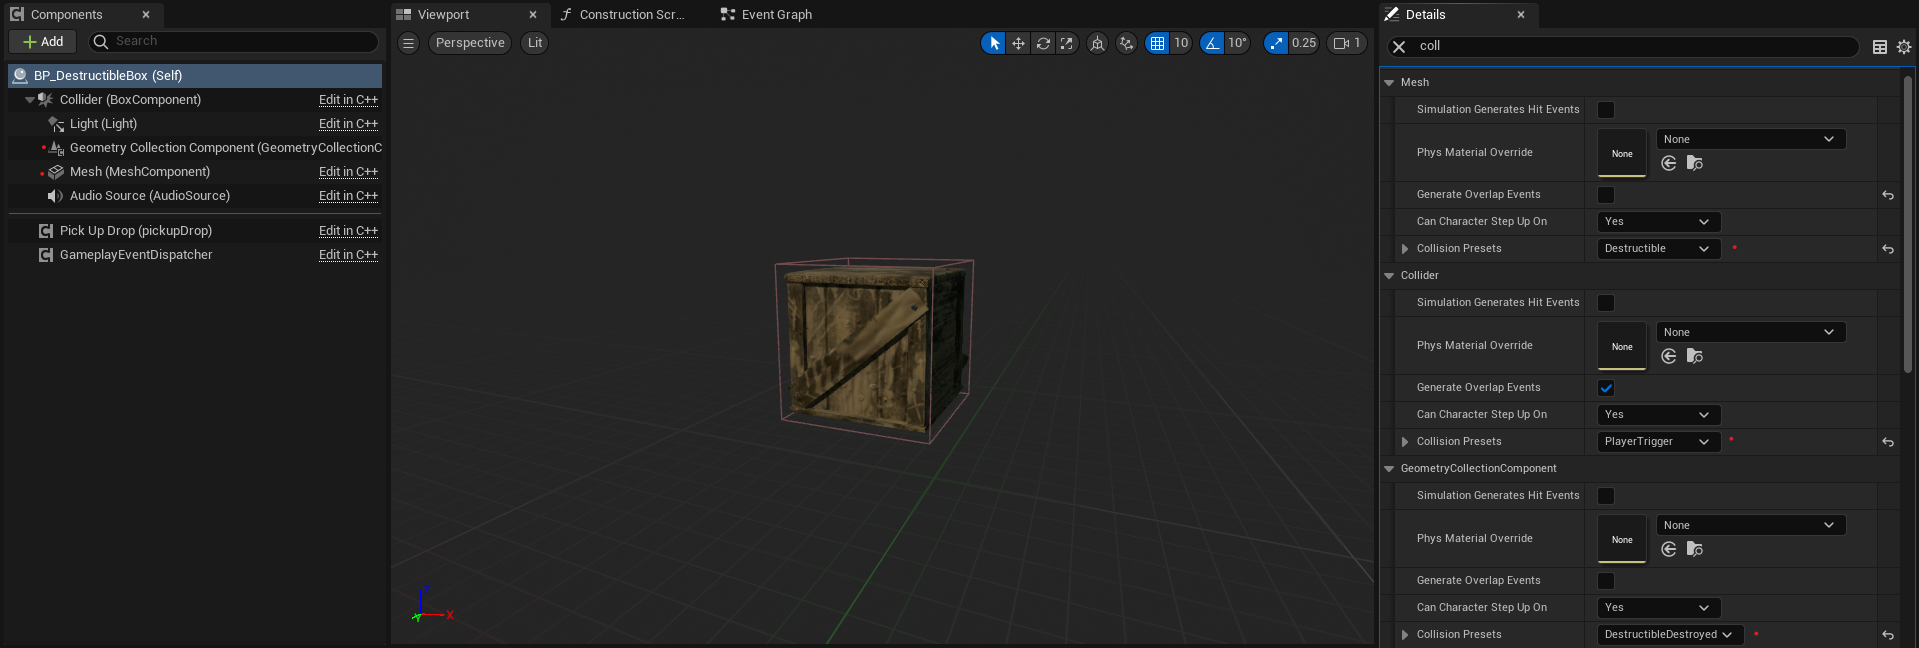 Components
Add
Search
BP_DestructibleBox (Self)
Collider (BoxComponent) Edit in C++
Light (Light) Edit in C++
Geometry Collection Component (GeometryCollectionC
Mesh (MeshComponent) Edit in C++
Audio Source (AudioSource) Edit in C++
Pick Up Drop (pickupDrop) Edit in C++
GameplayEventDispatcher Edit in C++
Viewport Construction Scr... Event Graph
Perspective Lit 10 10° 0.25 1
X
Details
coll
Mesh
Simulation Generates Hit Events
Phys Material Override None None
Generate Overlap Events
Can Character Step Up On Yes
Collision Presets Destructible
Collider
Simulation Generates Hit Events
Phys Material Override None None
Generate Overlap Events
Can Character Step Up On Yes
Collision Presets PlayerTrigger
GeometryCollectionComponent
Simulation Generates Hit Events
Phys Material Override None None
Generate Overlap Events
Can Character Step Up On Yes
Collision Presets DestructibleDestroyed